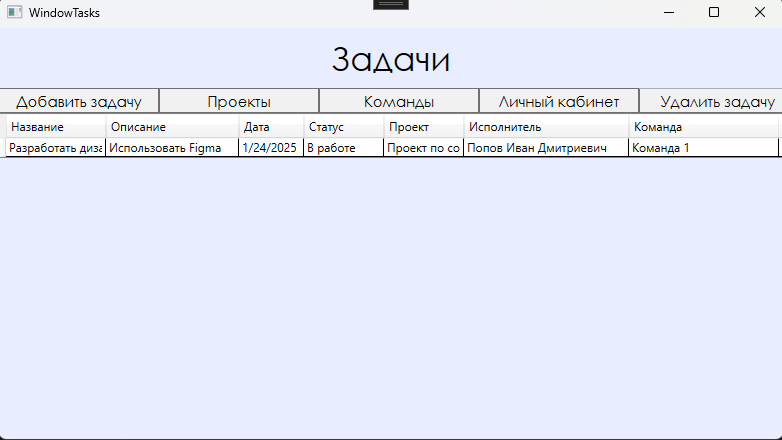 WindowTasks
Задачи
Добавить задачу Проекты Команды Личный кабинет Удалить задачу
Название Описание Дата Статус Проект Исполнитель Команда
Разработать диза Использовать Figma 1/24/2025 В работе Проект по со Попов Иван Дмитриевич Команда 1